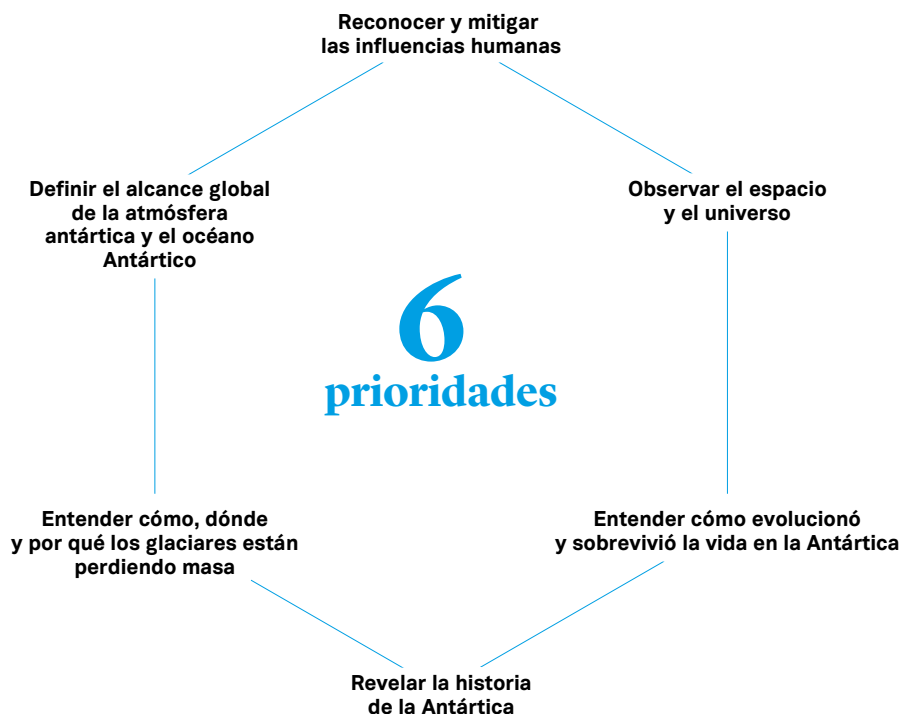 Reconocer y mitigar
las influencias humanas
Definir el alcance global
de la atmósfera
antártica y el océano
Antártico
Observar el espacio
y el universo
6
prioridades
Entender cómo, dónde
y por qué los glaciares están
perdiendo masa
Entender cómo evolucionó
y sobrevivió la vida en la Antártica
Revelar la historia
de la Antártica